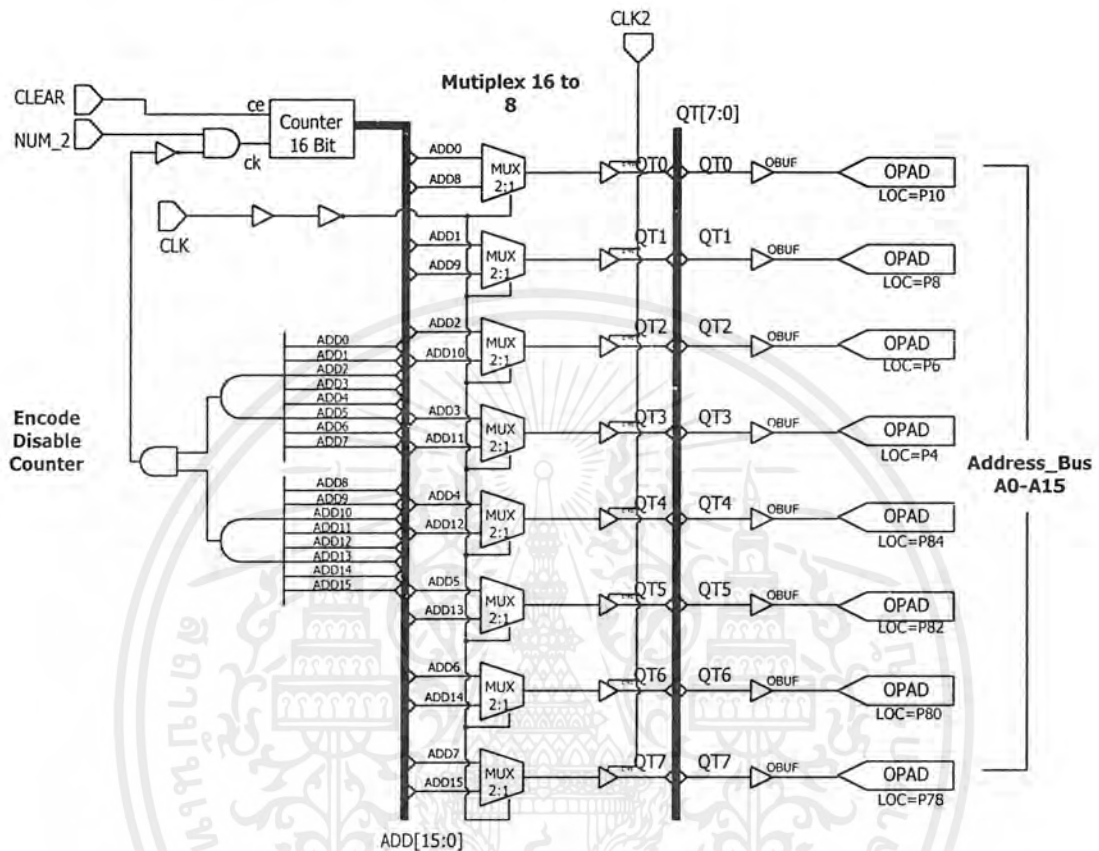 CLK2
CLEAR
NUM_2
ce
ck
Counter
16 Bit
CLK
Mutiplex 16 to
8
QT[7:0]
ADD0
ADD8
MUX
2:1
QT0
QT0
OBUF
OPAD
LOC=P10
ADD1
ADD9
MUX
2:1
QT1
QT1
OBUF
OPAD
LOC=P8
ADD2
ADD10
MUX
2:1
QT2
QT2
OBUF
OPAD
LOC=P6
ADD3
ADD11
MUX
2:1
QT3
QT3
OBUF
OPAD
LOC=P4
ADD4
ADD12
MUX
2:1
QT4
QT4
OBUF
OPAD
LOC=P84
ADD5
ADD13
MUX
2:1
QT5
QT5
OBUF
OPAD
LOC=P82
ADD6
ADD14
MUX
2:1
QT6
QT6
OBUF
OPAD
LOC=P80
ADD7
ADD15
MUX
2:1
QT7
QT7
OBUF
OPAD
LOC=P78
ADD0
ADD1
ADD2
ADD3
ADD4
ADD5
ADD6
ADD7
Encode
Disable
Counter
ADD8
ADD9
ADD10
ADD11
ADD12
ADD13
ADD14
ADD15
Address_Bus
A0-A15
ADD[15:0]